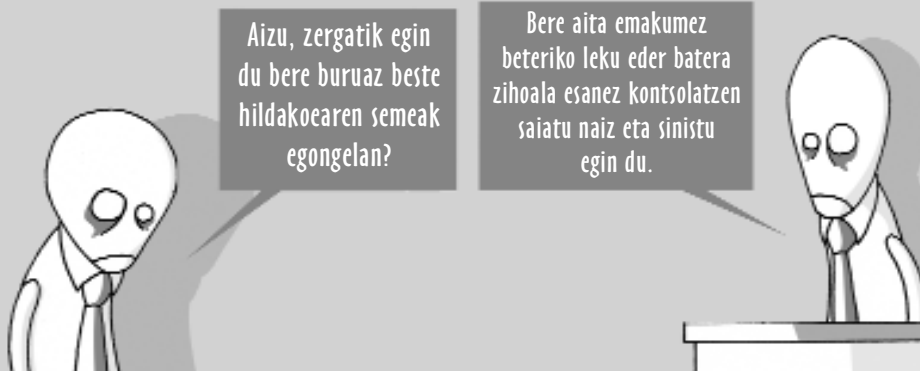 Aizu, zergatik egin
du bere buruaz beste
hildakoearen semeak
egongelan?
Bere aita emakumez
beteriko leku eder batera
zihoala esanez kontsolatzen
saiatu naiz eta sinistu
egin du.